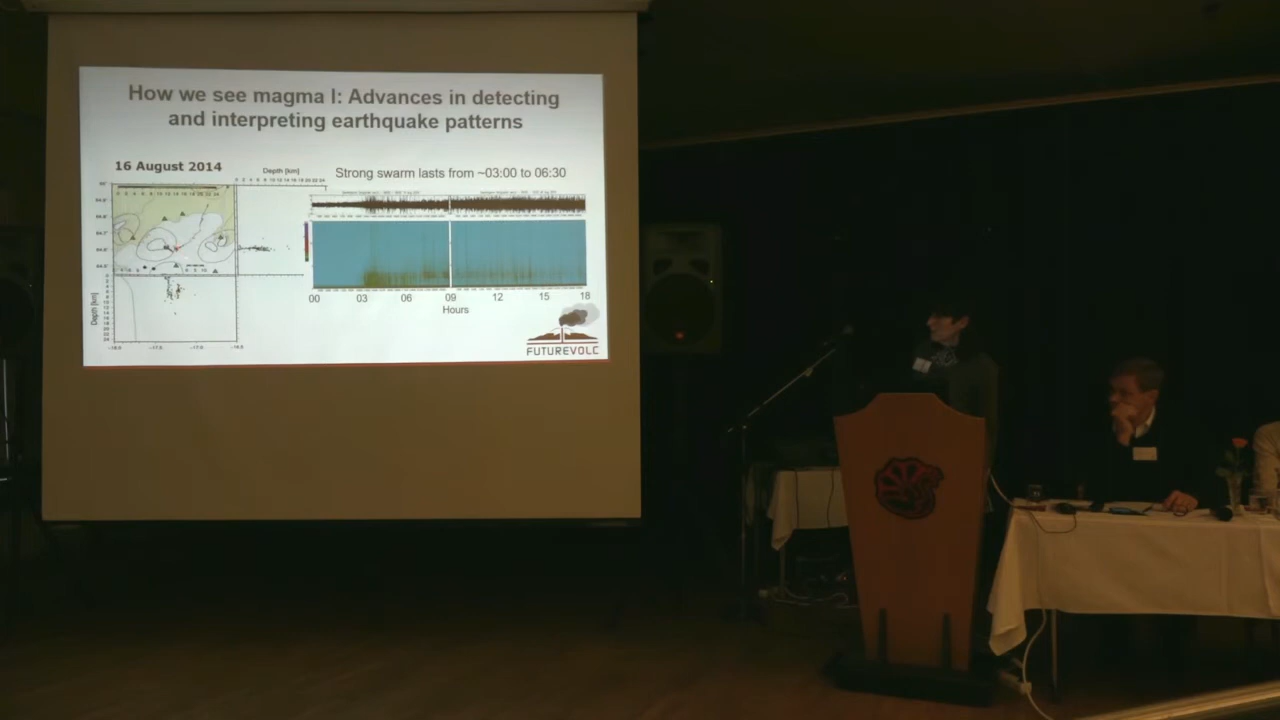 How we see magma I: Advances in detecting
and interpreting earthquake patterns
16 August 2014
Depth [km]
Strong swarm lasts from ~03:00 to 06:30
Depth [km]
00 03 06 09 12 15 18
Hours
FUTUREVOLC